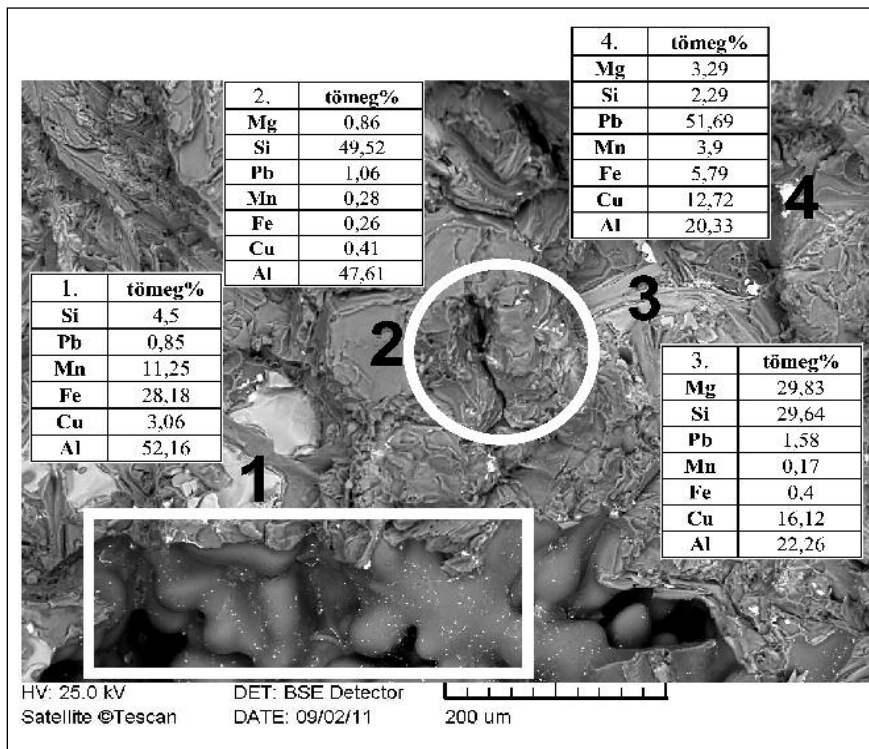 4. tömeg%
Mg 3,29
Si 2,29
Pb 51,69
Mn 3,9
Fe 5,79
Cu 12,72
Al 20,33
2. tömeg%
Mg 0,86
Si 49,52
Pb 1,06
Mn 0,28
Fe 0,26
Cu 0,41
Al 47,61
1. tömeg%
Si 4,5
Pb 0,85
Mn 11,25
Fe 28,18
Cu 3,06
Al 52,16
3. tömeg%
Mg 29,83
Si 29,64
Pb 1,58
Mn 0,17
Fe 0,4
Cu 16,12
Al 22,26
4
3
2
1
HV: 25.0 kV DET: BSE Detector
Satellite ©Tescan DATE: 09/02/11 200 um